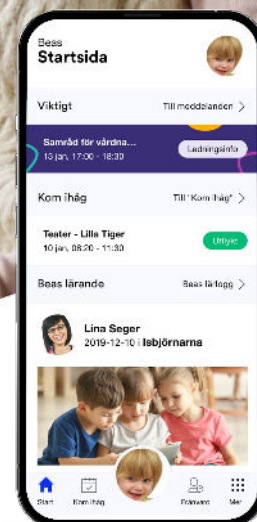 Beas
Startsida
Viktigt Till meddelanden >
Samråd för vårdna...
13 jan, 17:00 - 18:30
Ledningsinfo
Kom ihåg Till "Kom ihåg" >
Teater - Lilla Tiger
10 jan, 08:20 - 11:30
Utflykt
Beas lärande Beas lärlogg >
Lina Seger
2019-12-10 i Isbjörnarna
Start Kom ihåg Frånvaro Mer